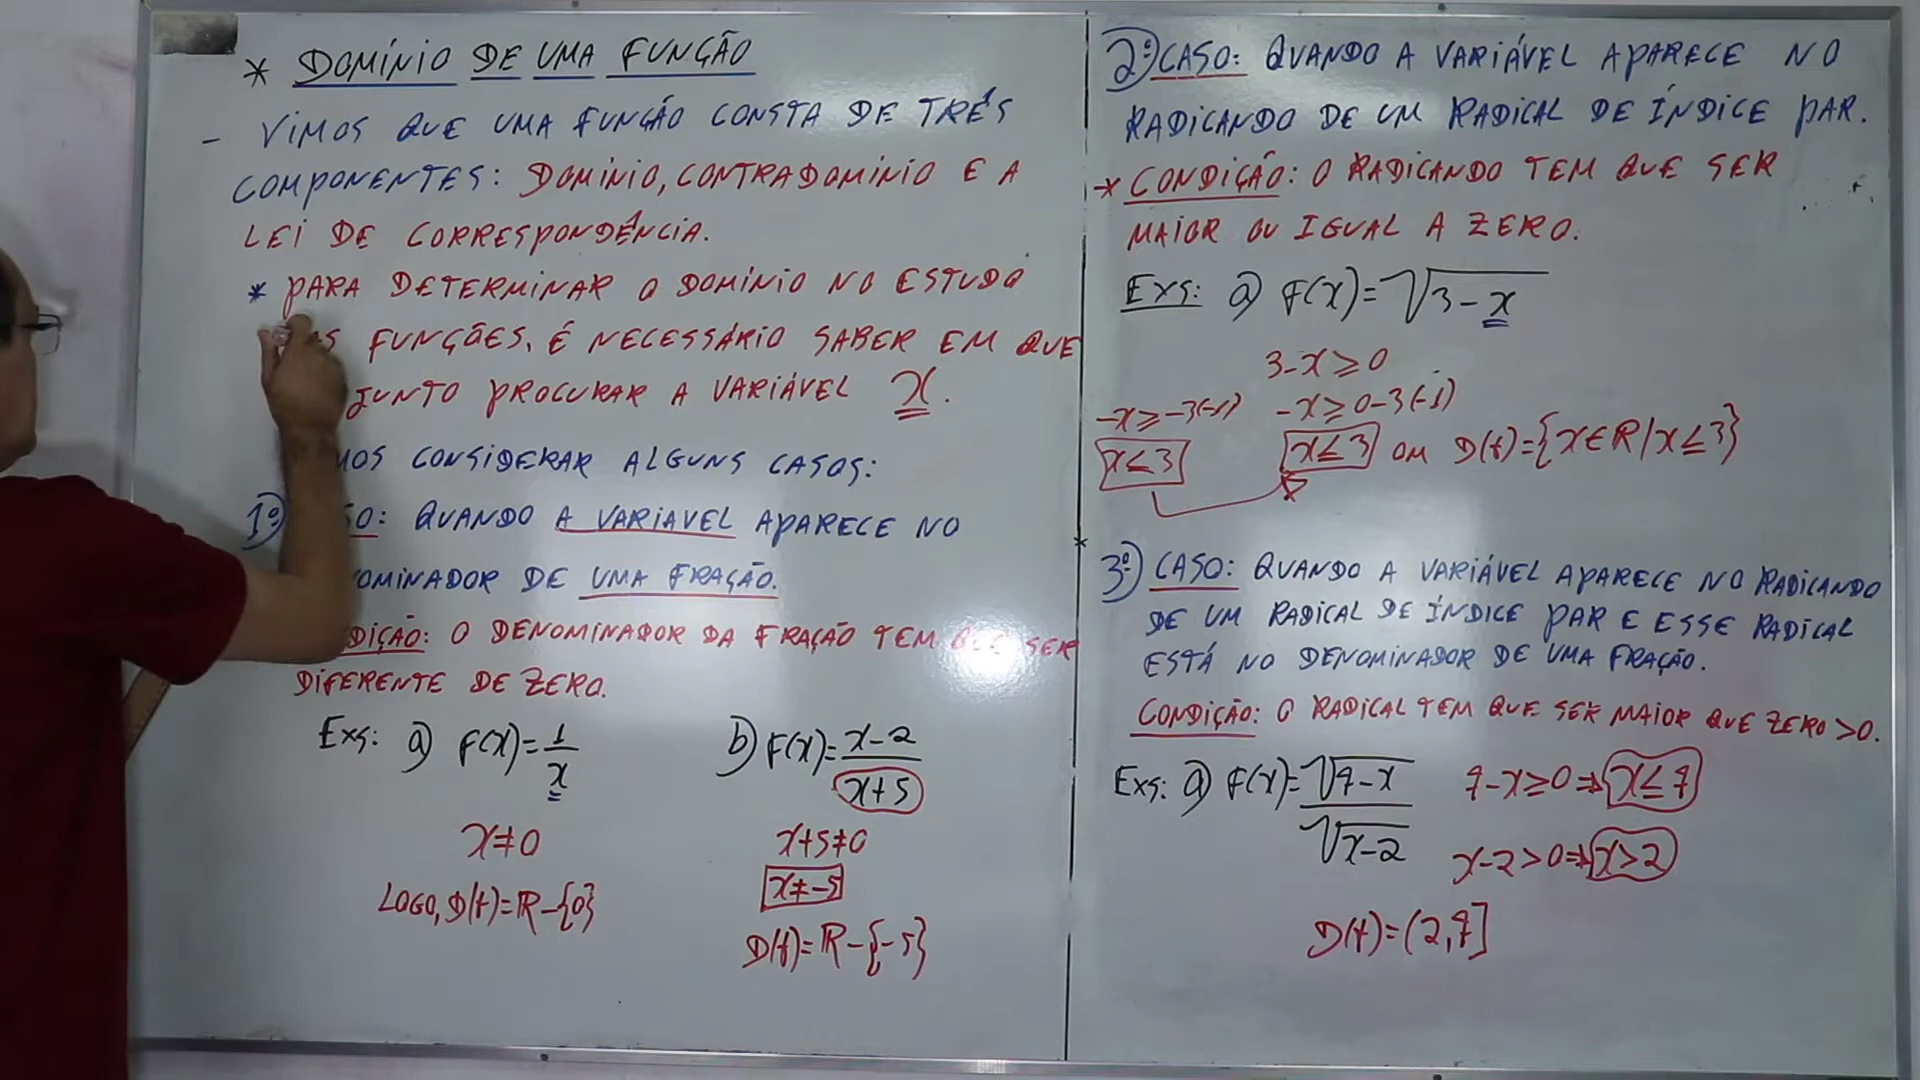 * DOMÍNIO DE UMA FUNÇÃO
- VIMOS QUE UMA FUNÇÃO CONSTA DE TRÊS
COMPONENTES: DOMÍNIO, CONTRADOMÍNIO E A
LEI DE CORRESPONDÊNCIA.
* PARA DETERMINAR O DOMÍNIO NO ESTUDO
FUNÇÕES, É NECESSÁRIO SABER EM QUE
JUNTO PROCURAR A VARIÁVEL x.
MOS CONSIDERAR ALGUNS CASOS:
1º) SO: QUANDO A VARIAVEL APARECE NO
OMINADOR DE UMA FRAÇÃO.
DIÇÃO: O DENOMINADOR DA FRAÇÃO TEM QUE SER
DIFERENTE DE ZERO.
Exs: a) f(x)=1/x
x≠0
LOGO, D(f)=ℝ-{0}
b) f(x)=x-2/x+5
x+5≠0
x≠-5
D(f)=ℝ-{-5}
2º) CASO: QUANDO A VARIÁVEL APARECE NO
RADICANDO DE UM RADICAL DE ÍNDICE PAR.
* CONDIÇÃO: O RADICANDO TEM QUE SER
MAIOR OU IGUAL A ZERO.
Exs: a) f(x)=√3-x
3-x≥0
-x≥-3(-1) -x≥0-3(-1)
x≤3 x≤3 ou D(f)={x∈ℝ/x≤3}
3º) CASO: QUANDO A VARIÁVEL APARECE NO RADICANDO
DE UM RADICAL DE ÍNDICE PAR E ESSE RADICAL
ESTÁ NO DENOMINADOR DE UMA FRAÇÃO.
CONDIÇÃO: O RADICAL TEM QUE SER MAIOR QUE ZERO >0.
Exs: a) f(x)=√7-x/√x-2 7-x≥0⇒x≤7
x-2>0⇒x>2
D(f)=(2,7]